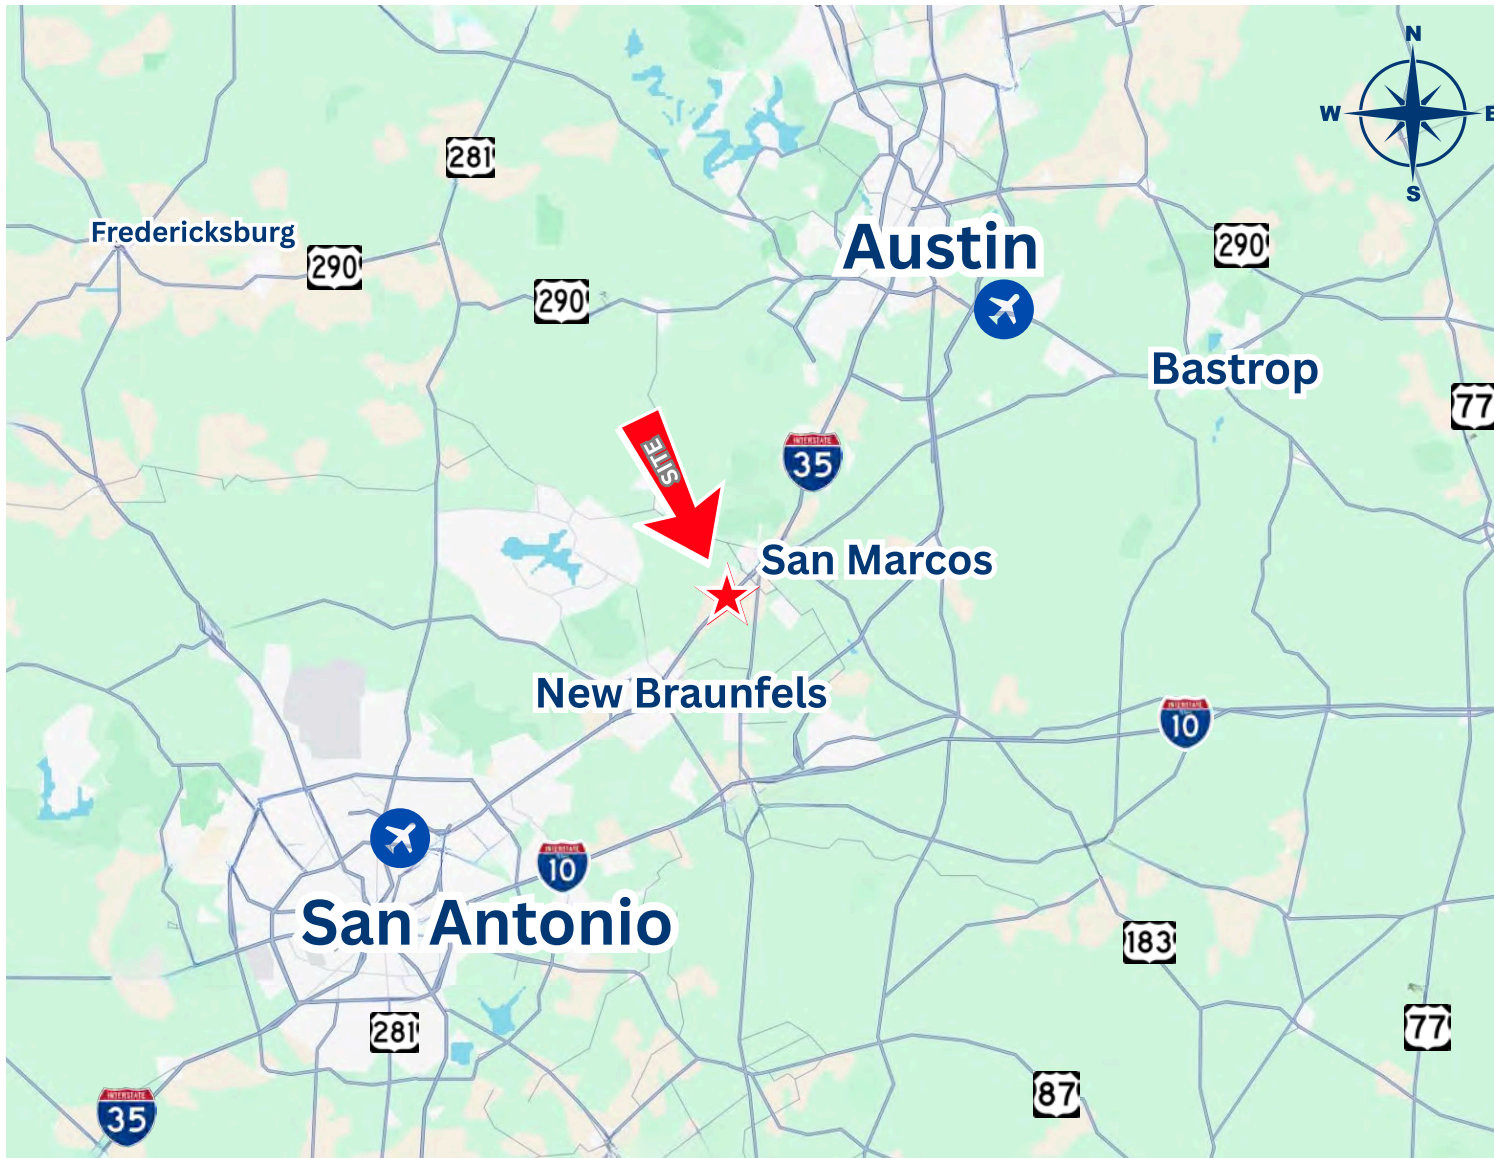 N
W
E
S
281
Fredericksburg
290
290
290
Austin
Bastrop
77
SITE
INTERSTATE
35
San Marcos
New Braunfels
INTERSTATE
10
INTERSTATE
10
San Antonio
183
281
77
87
INTERSTATE
35